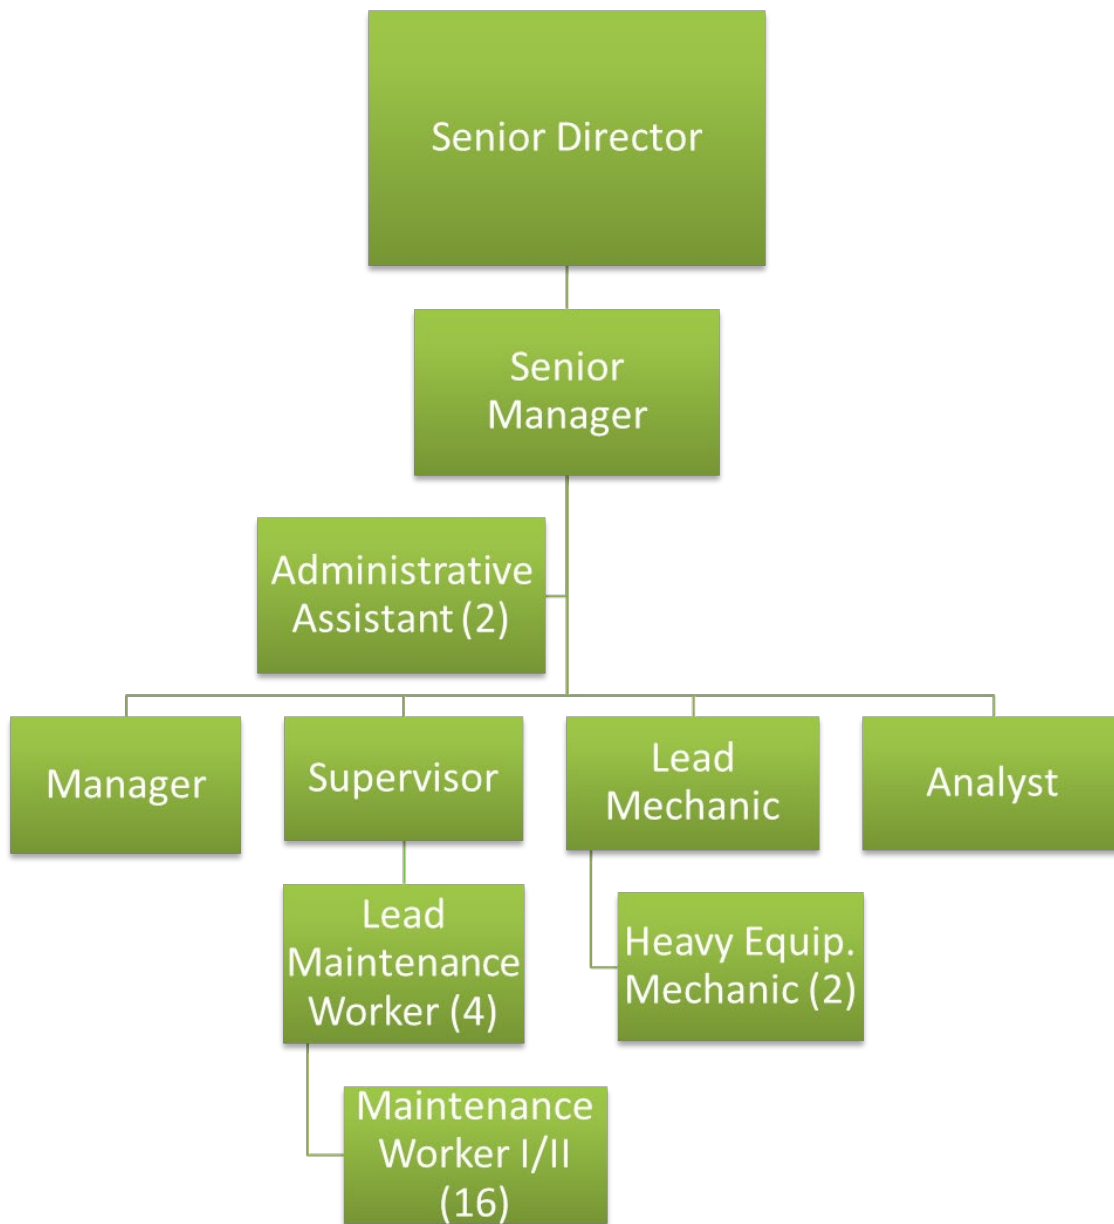 Senior Director
Senior
Manager
Administrative
Assistant (2)
Manager
Supervisor
Lead
Mechanic
Analyst
Lead
Maintenance
Worker (4)
Heavy Equip.
Mechanic (2)
Maintenance
Worker I/II
(16)